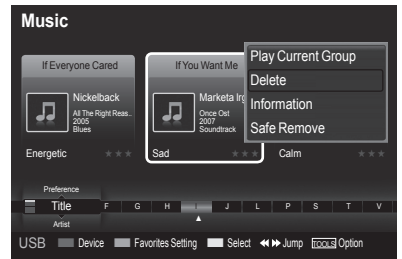 Music
If Everyone Cared
Nickelback
All The Right Reas..
2005
Blues
Energetic
If You Want Me
Marketa Irg
Once Ost
2007
Soundtrack
Sad
Calm
Play Current Group
Delete
Information
Safe Remove
Preference
Title F G H I J L P S T V
Artist
USB Device Favorites Setting Select Jump TOOLS Option